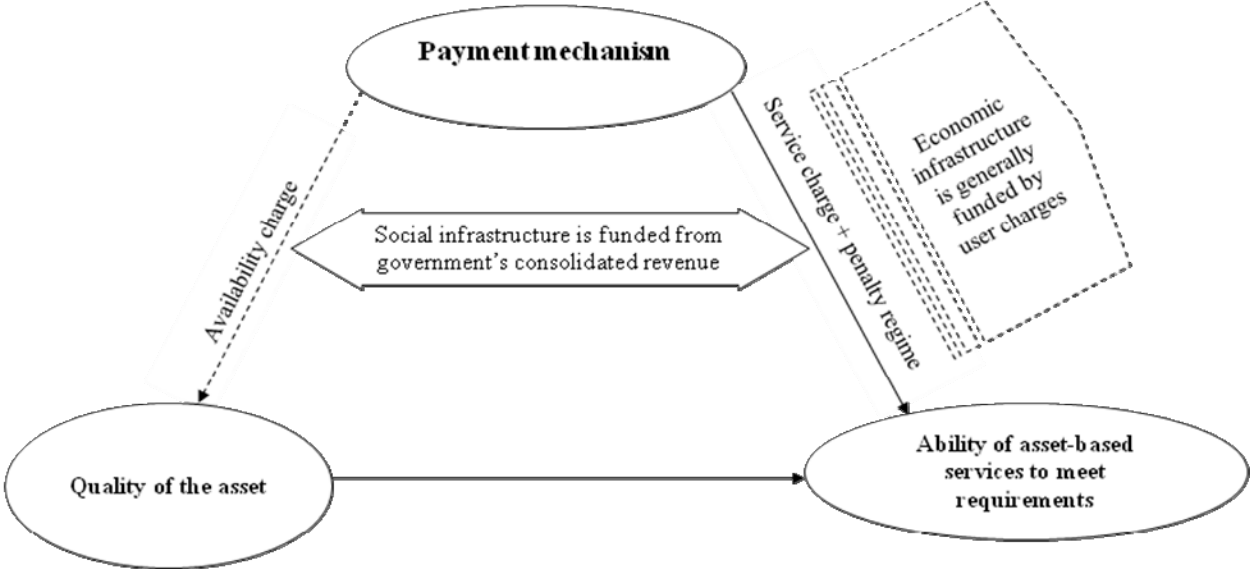 Payment mechanism
Availability charge
Social infrastructure is funded from
government's consolidated revenue
Service charge + penalty regime
Economic
infrastructure
is generally
funded by
user charges
Quality of the asset
Ability of asset-based
services to meet
requirements